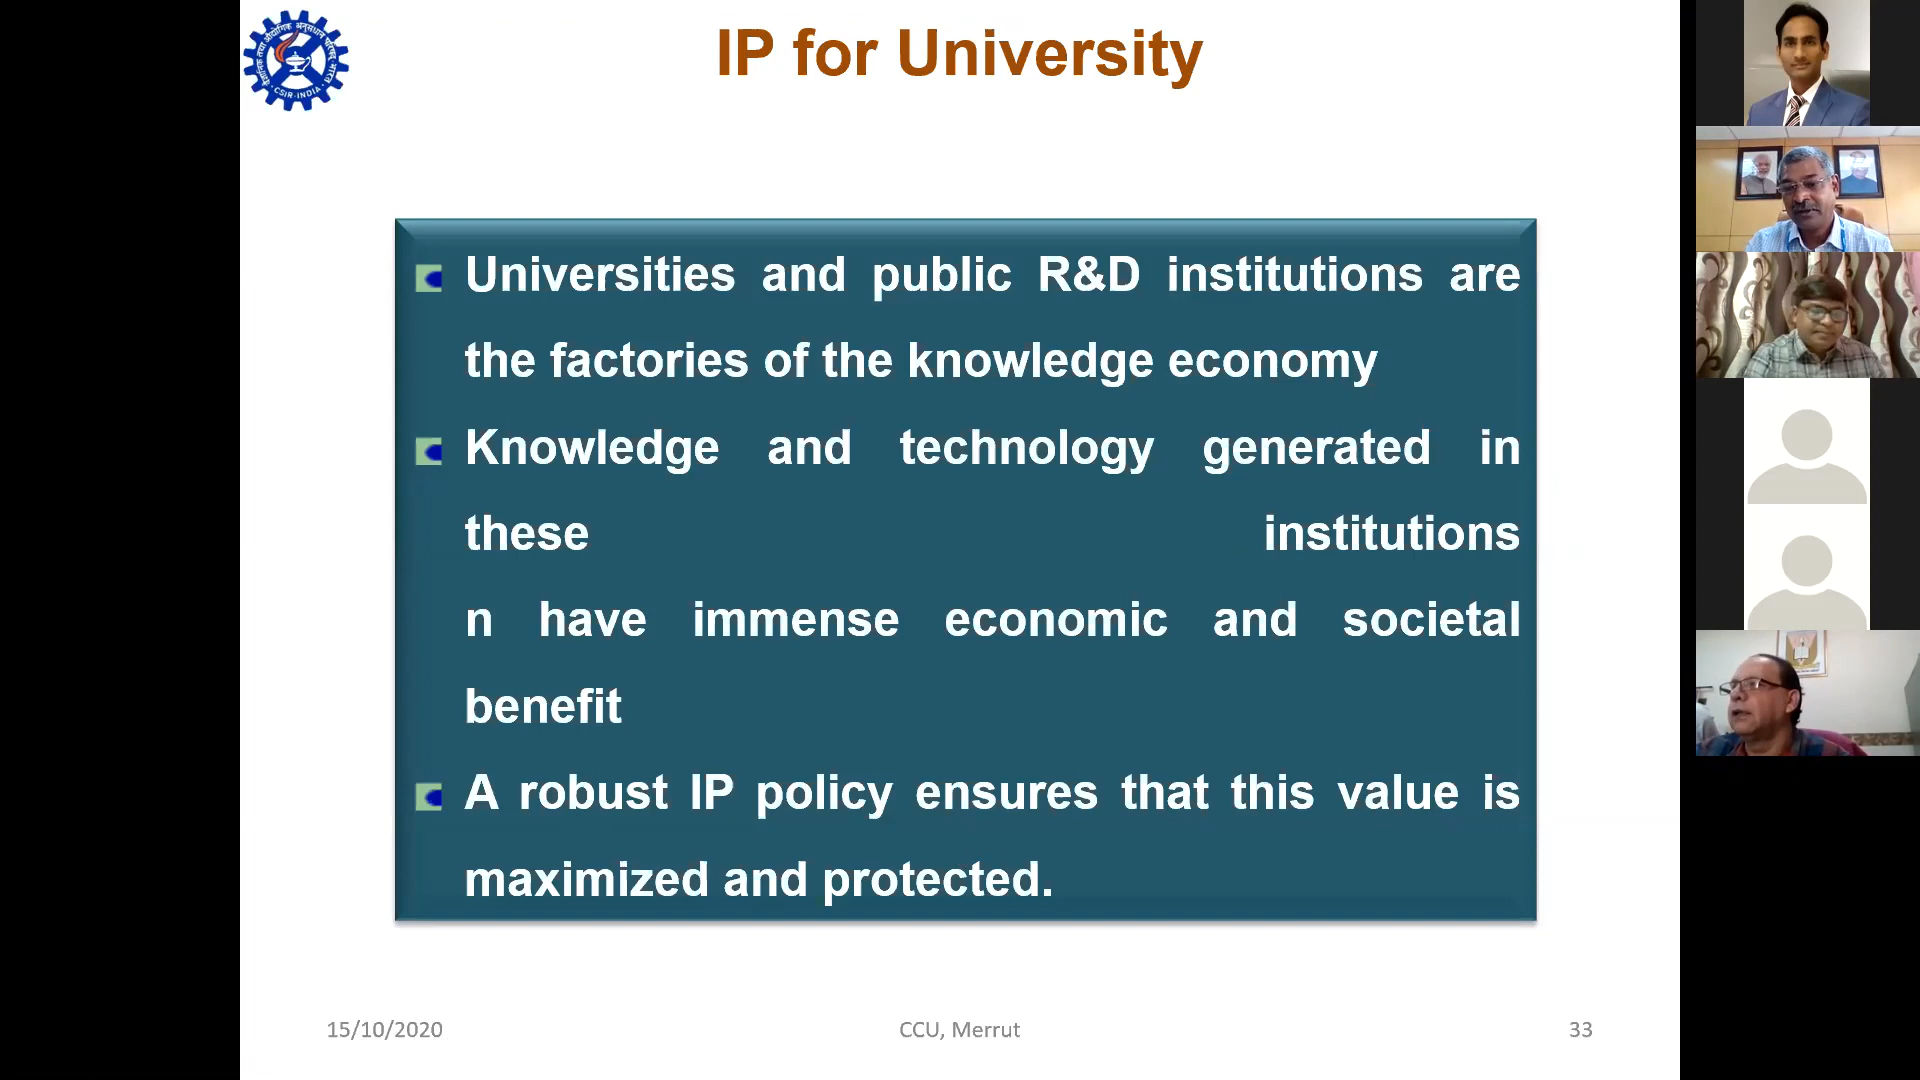 IP for University
CSIR-INDIA
Universities and public R&D institutions are
the factories of the knowledge economy
Knowledge and technology generated in
these institutions
n have immense economic and societal
benefit
A robust IP policy ensures that this value is
maximized and protected.
15/10/2020 CCU, Merrut 33